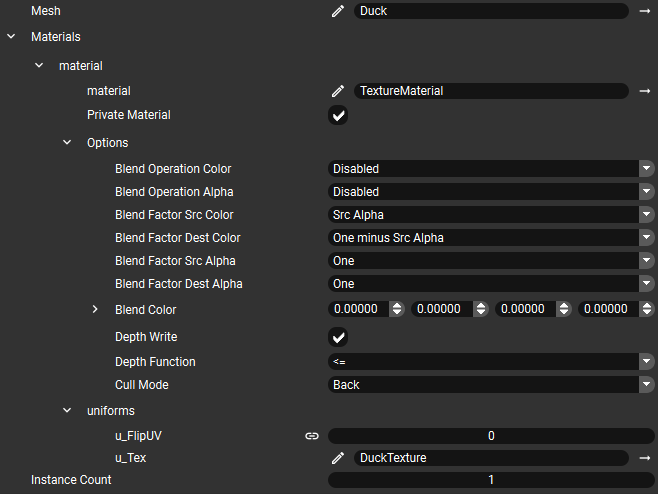 Mesh Duck
Materials
material
material TextureMaterial
Private Material
Options
Blend Operation Color Disabled
Blend Operation Alpha Disabled
Blend Factor Src Color Src Alpha
Blend Factor Dest Color One minus Src Alpha
Blend Factor Src Alpha One
Blend Factor Dest Alpha One
Blend Color 0.00000 0.00000 0.00000 0.00000
Depth Write
Depth Function <=
Cull Mode Back
uniforms
u_FlipUV 0
u_Tex DuckTexture
Instance Count 1